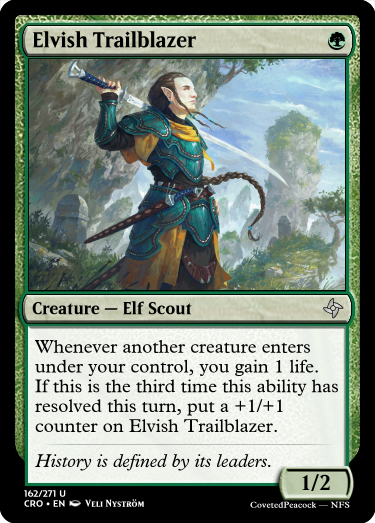 Elvish Trailblazer
Creature — Elf Scout
Whenever another creature enters
under your control, you gain 1 life.
If this is the third time this ability has
resolved this turn, put a +1/+1
counter on Elvish Trailblazer.
History is defined by its leaders.
1/2
162/271 U
CRO • EN Veli Nyström
CovetedPeacock — NFS